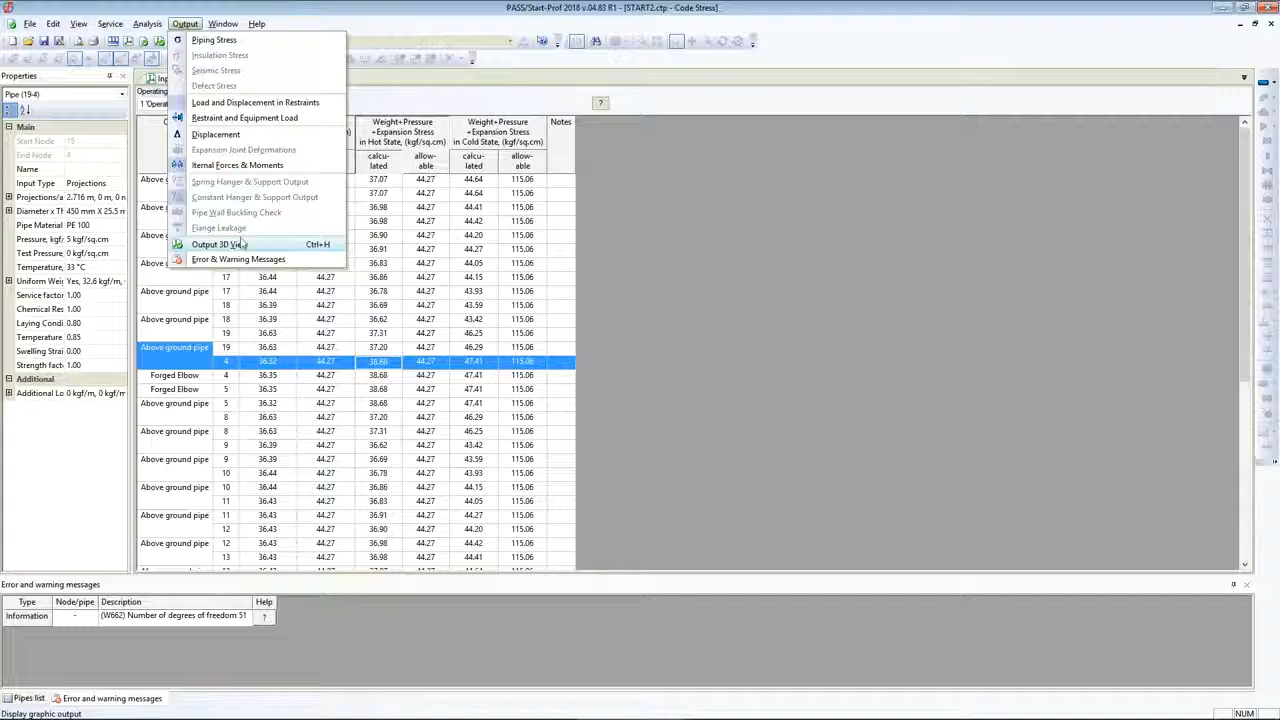 PASS/Start-Prof 2018 v.04.83 R1 - [START2.ctp - Code Stress]
File Edit View Service Analysis Output Window Help
Properties
Pipe (19-4)
Main
Start Node 19
End Node 4
Name
Input Type Projections
Projections/a 2.716 m, 0 m, 0 n
Diameter x Th 450 mm X 25.5 m
Pipe Material PE 100
Pressure, kgf 5 kgf/sq.cm
Test Pressure, 0 kgf/sq.cm
Temperature, 33 °C
Uniform Wei Yes, 32.6 kgf/m,
Service factor 1.00
Chemical Res 1.00
Laying Condi 0.80
Temperature 0.85
Swelling Strai 0.00
Strength fact 1.00
Additional
Additional Lo 0 kgf/m, 0 kgf/m
Piping Stress
Insulation Stress
Seismic Stress
Defect Stress
Load and Displacement in Restraints
Restraint and Equipment Load
Displacement
Expansion Joint Deformations
Iternal Forces & Moments
Spring Hanger & Support Output
Constant Hanger & Support Output
Pipe Wall Buckling Check
Flange Leakage
Output 3D View Ctrl+H
Error & Warning Messages
Inp
Operating
1 'Operat
?
Weight+Pressure +Expansion Stress in Hot State, (kgf/sq.cm)
Weight+Pressure +Expansion Stress in Cold State, (kgf/sq.cm)
Notes
calcu-lated allow-able calcu-lated allow-able
Above g 37.07 44.27 44.64 115.06
37.07 44.27 44.64 115.06
Above g 36.98 44.27 44.41 115.06
36.98 44.27 44.42 115.06
Above g 36.90 44.27 44.20 115.06
36.91 44.27 44.27 115.06
Above g 36.83 44.27 44.05 115.06
17 36.44 44.27 36.86 44.27 44.15 115.06
Above ground pipe 17 36.44 44.27 36.78 44.27 43.93 115.06
18 36.39 44.27 36.69 44.27 43.59 115.06
Above ground pipe 18 36.39 44.27 36.62 44.27 43.42 115.06
19 36.63 44.27 37.31 44.27 46.25 115.06
Above ground pipe 19 36.63 44.27 37.20 44.27 46.29 115.06
4 36.32 44.27 38.68 44.27 47.41 115.06
Forged Elbow 4 36.35 44.27 38.68 44.27 47.41 115.06
Forged Elbow 5 36.35 44.27 38.68 44.27 47.41 115.06
Above ground pipe 5 36.32 44.27 38.68 44.27 47.41 115.06
8 36.63 44.27 37.20 44.27 46.29 115.06
Above ground pipe 8 36.63 44.27 37.31 44.27 46.25 115.06
9 36.39 44.27 36.62 44.27 43.42 115.06
Above ground pipe 9 36.39 44.27 36.69 44.27 43.59 115.06
10 36.44 44.27 36.78 44.27 43.93 115.06
Above ground pipe 10 36.44 44.27 36.86 44.27 44.15 115.06
11 36.43 44.27 36.83 44.27 44.05 115.06
Above ground pipe 11 36.43 44.27 36.91 44.27 44.27 115.06
12 36.43 44.27 36.90 44.27 44.20 115.06
Above ground pipe 12 36.43 44.27 36.98 44.27 44.42 115.06
13 36.43 44.27 36.98 44.27 44.41 115.06
Error and warning messages
Type Node/pipe Description Help
Information - (W662) Number of degrees of freedom 51 ?
Pipes list Error and warning messages
Display graphic output NUM